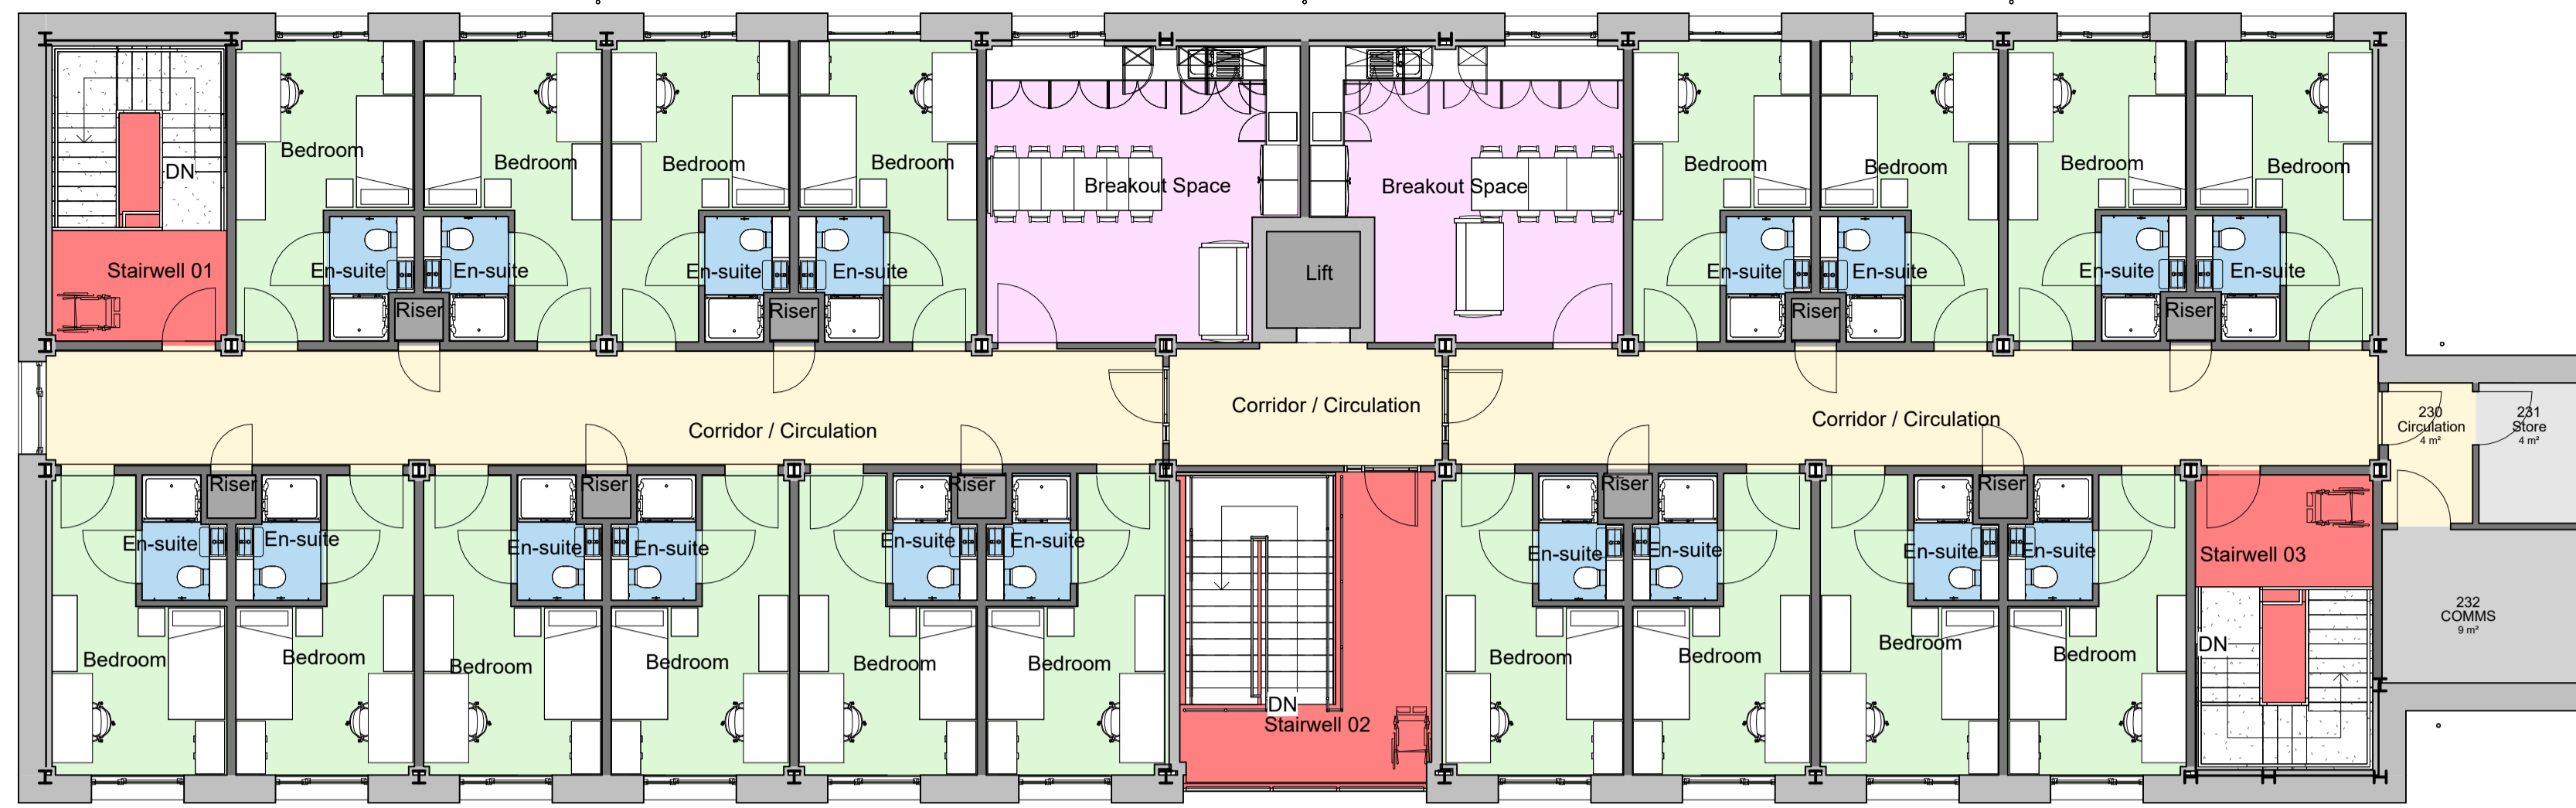 Bedroom
Bedroom
Bedroom
Bedroom
Breakout Space
Breakout Space
Bedroom
Bedroom
Bedroom
Bedroom
DN
Stairwell 01
En-suite
En-suite
En-suite
En-suite
Lift
En-suite
En-suite
En-suite
En-suite
Riser
Riser
Riser
Riser
Corridor / Circulation
Corridor / Circulation
Corridor / Circulation
230
Circulation
4 m²
231
Store
4 m²
Riser
Riser
Riser
Riser
Riser
En-suite
En-suite
En-suite
En-suite
En-suite
En-suite
En-suite
En-suite
En-suite
En-suite
Stairwell 03
232
COMMS
9 m²
Bedroom
Bedroom
Bedroom
Bedroom
Bedroom
Bedroom
Bedroom
Bedroom
Bedroom
Bedroom
DN
DN
Stairwell 02